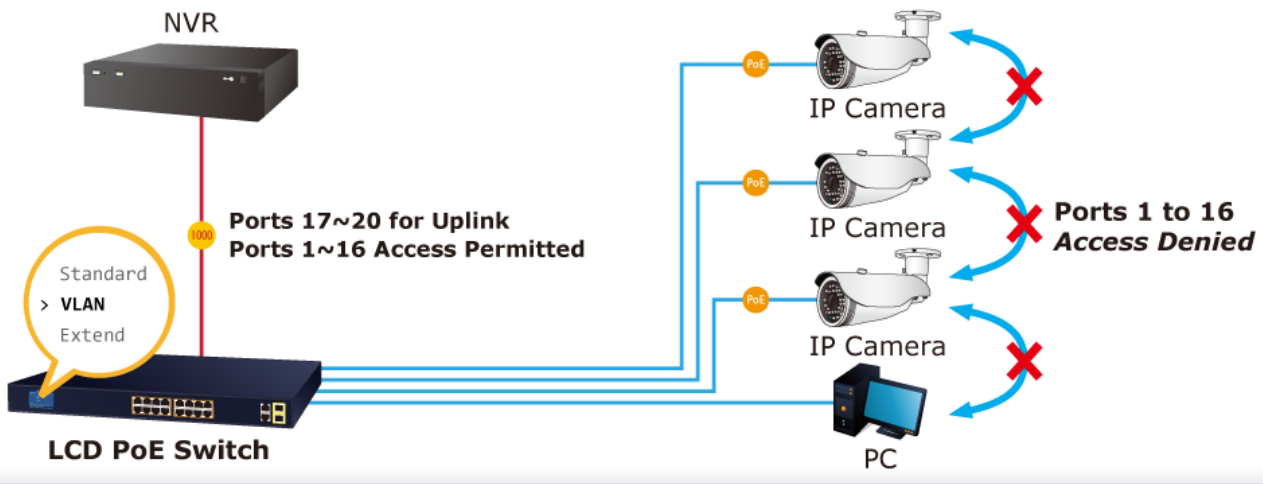 NVR
PoE
IP Camera
PoE
IP Camera
Ports 17~20 for Uplink
Ports 1~16 Access Permitted
1000
Ports 1 to 16
Access Denied
Standard
> VLAN
Extend
PoE
IP Camera
LCD PoE Switch
PC